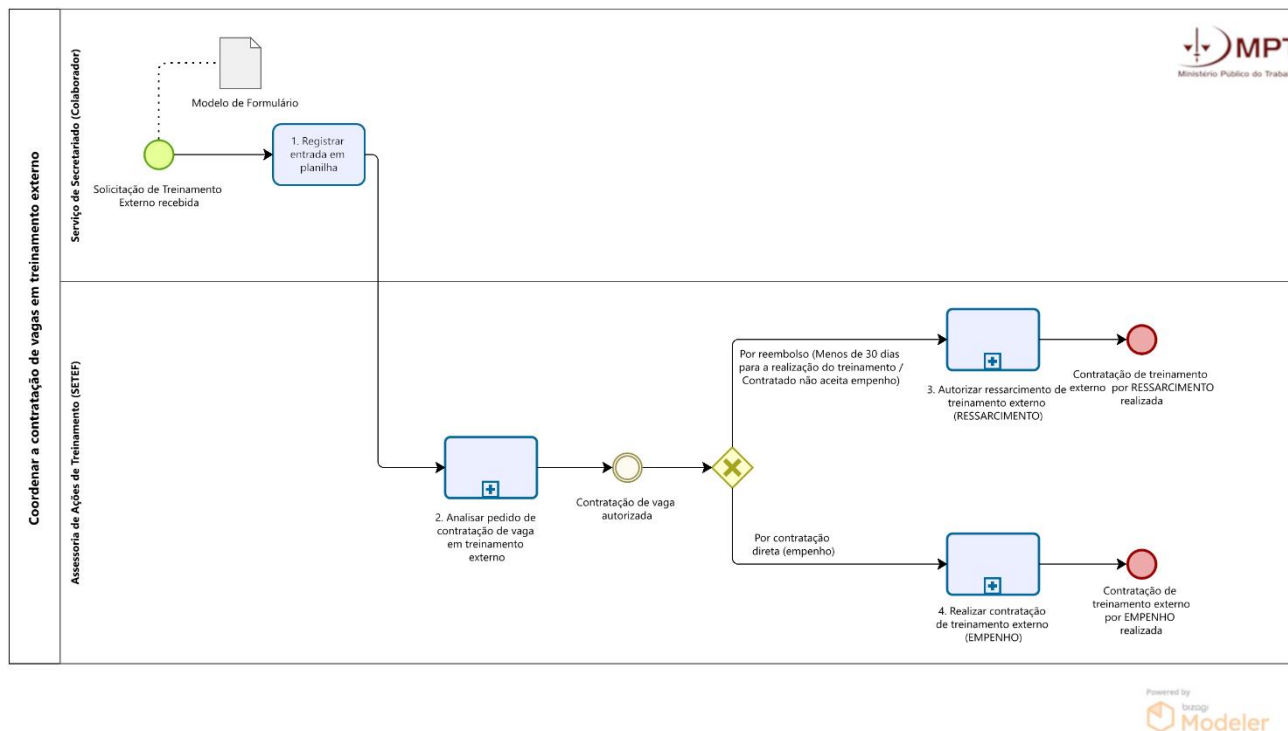 Coordenar a contratação de vagas em treinamento externo
Serviço de Secretariado (Colaborador)
Modelo de Formulário
1. Registrar
entrada em
planilha
Solicitação de Treinamento
Externo recebida
MPT
Ministério Público do
Assessoria de Ações de Treinamento (SETEF)
Por reembolso (Menos de 30 dias
para a realização do treinamento /
Contratado não aceita empenho)
3. Autorizar ressarcimento de
treinamento externo
(RESSARCIMENTO)
Contratação de treinamento
externo por RESSARCIMENTO
realizada
2. Analisar pedido de
contratação de vaga
em treinamento
externo
Contratação de vaga
autorizada
Por contratação
direta (empenho)
4. Realizar contratação
de treinamento externo
(EMPENHO)
Contratação de
treinamento externo
por EMPENHO
realizada
Powered by
bizagi
Modeler